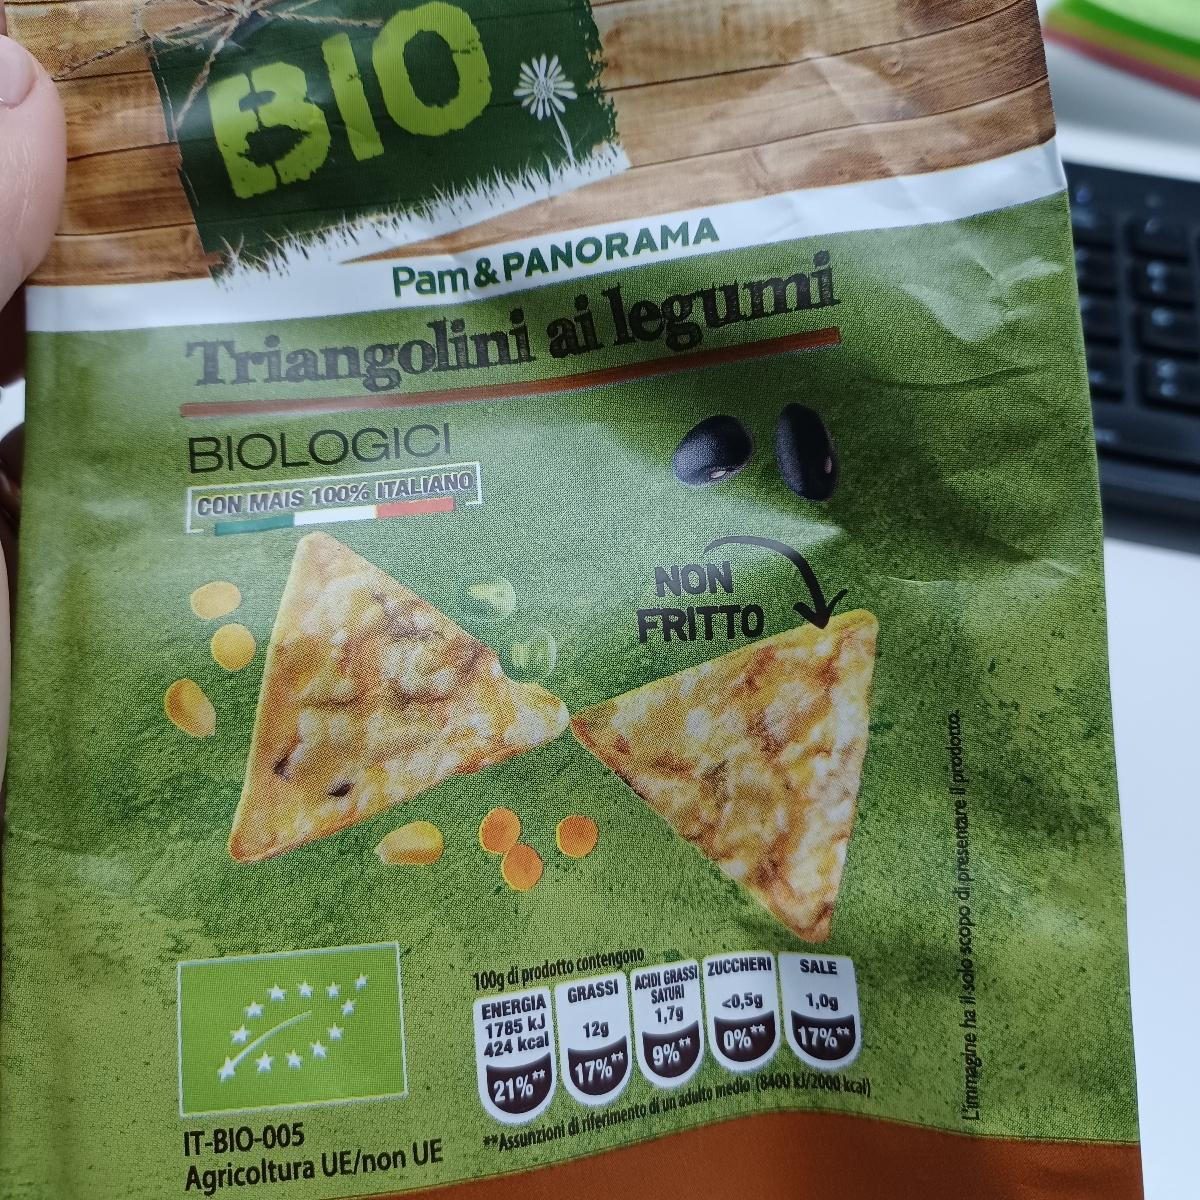 BIO
Pam&PANORAMA
Triangolini ai legumi
BIOLOGICI
CON MAIS 100% ITALIANO
NON
FRITTO
L'immagine ha il solo scopo di presentare il prodotto.
100g di prodotto contengono
ENERGIA
1785 kJ
424 kcal
21%**
GRASSI
12g
17%**
ACIDI GRASSI
SATURI
1,7g
9%**
ZUCCHERI
<0,5g
0%**
SALE
1,0g
17%**
**Assunzioni di riferimento di un adulto medio (8400 kJ/2000 kcal)
IT-BIO-005
Agricoltura UE/non UE